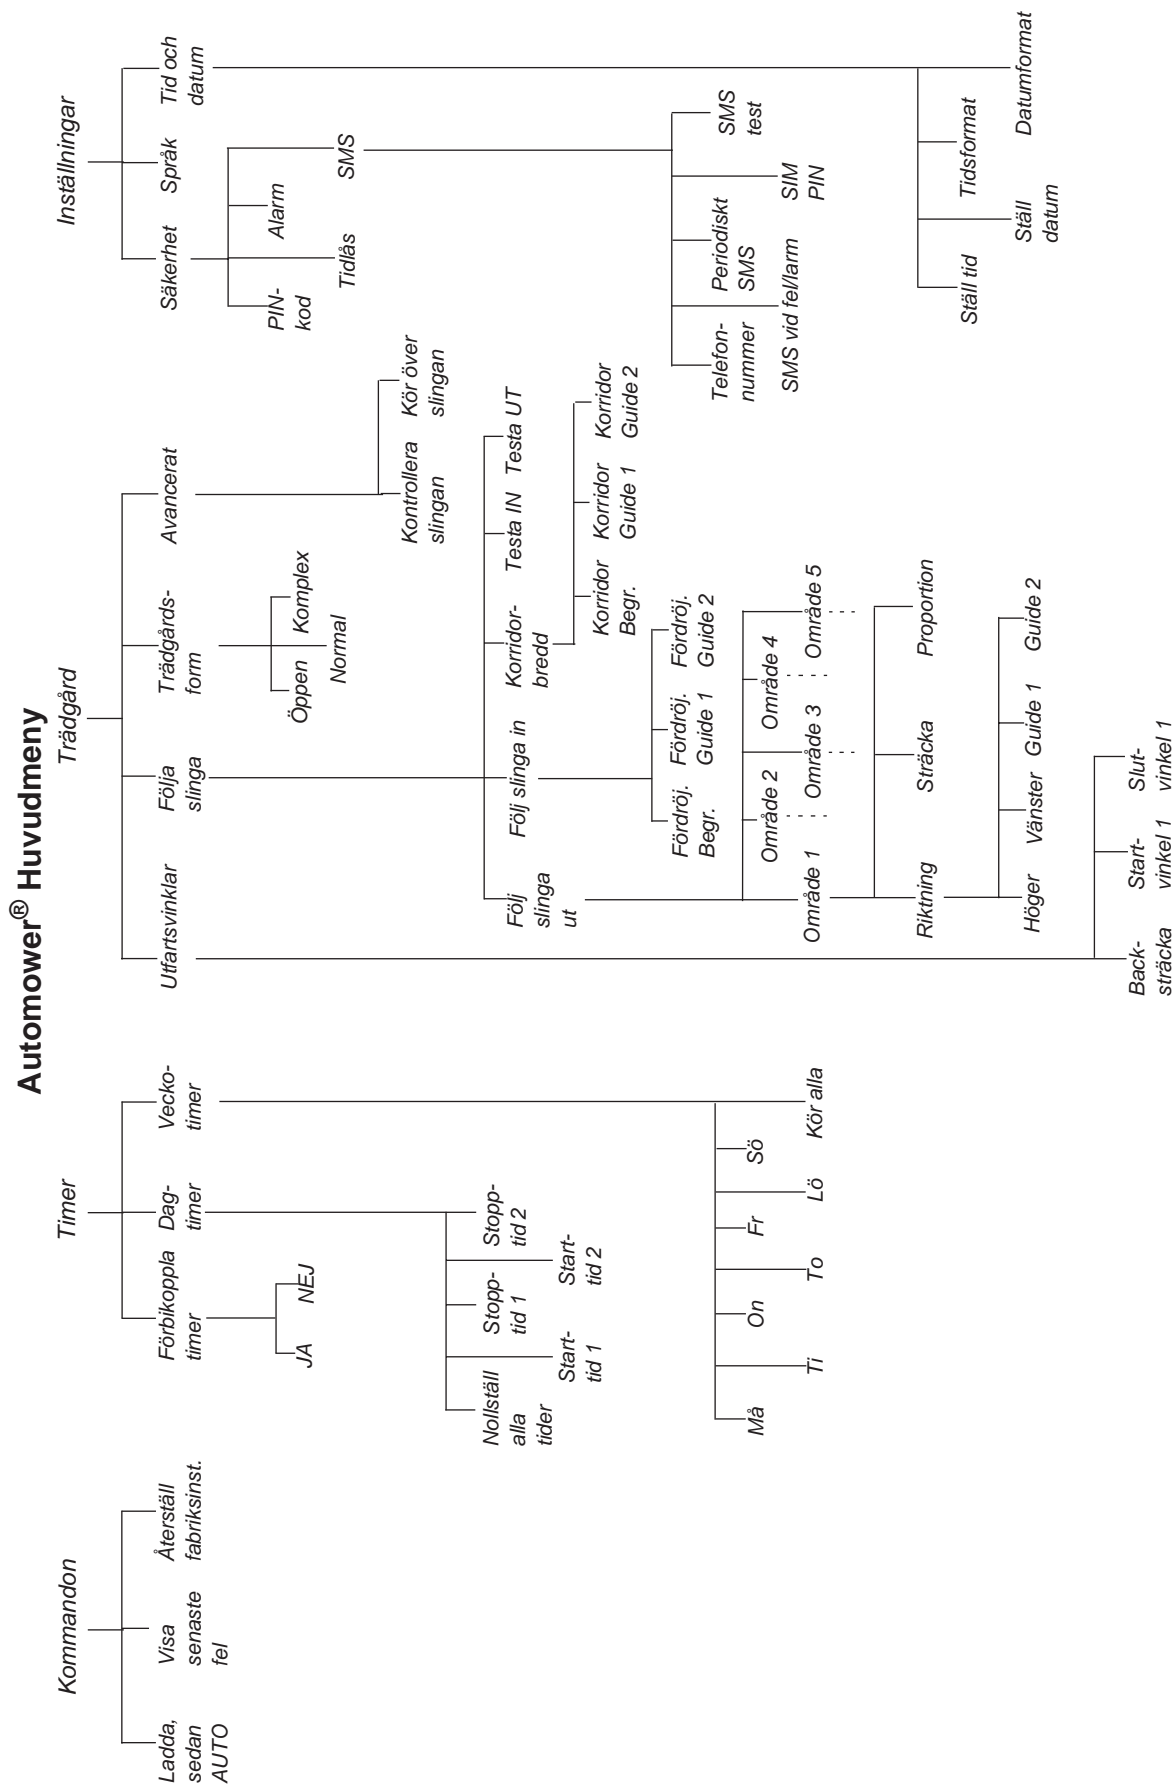 Automower® Huvudmeny
Kommandon
Ladda,
sedan
AUTO
Visa
senaste
fel
Återställ
fabriksinst.
Timer
Förbikoppla
timer
JA
NEJ
Dag-
timer
Nollställ
alla
tider
Start-
tid 1
Stopp-
tid 1
Start-
tid 2
Stopp-
tid 2
Vecko-
timer
Må
Ti
On
To
Fr
Lö
Sö
Kör alla
Trädgård
Utfartsvinklar
Back-
sträcka
Start-
vinkel 1
Slut-
vinkel 1
Följa
slinga
Följ
slinga
ut
Område 1
Område 2
Område 3
Område 4
Område 5
Riktning
Sträcka
Proportion
Höger
Vänster
Guide 1
Guide 2
Följ slinga in
Fördröj.
Begr.
Fördröj.
Guide 1
Fördröj.
Guide 2
Korridor-
bredd
Korridor
Begr.
Korridor
Guide 1
Korridor
Guide 2
Testa IN
Testa UT
Trädgårds-
form
Öppen
Normal
Komplex
Avancerat
Kontrollera
slingan
Kör över
slingan
Inställningar
Säkerhet
PIN-
kod
Tidlås
Alarm
SMS
Telefon-
nummer
SMS vid fel/larm
Periodiskt
SMS
SIM
PIN
SMS
test
Språk
Tid och
datum
Ställ tid
Ställ
datum
Tidsformat
Datumformat